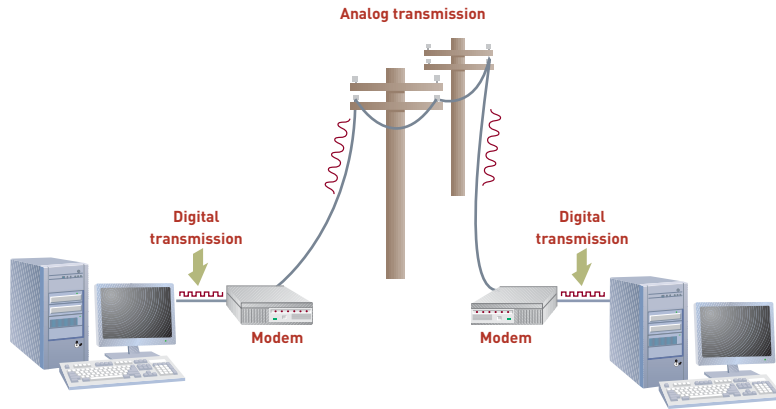 Analog transmission
Digital
transmission
Digital
transmission
Modem
Modem